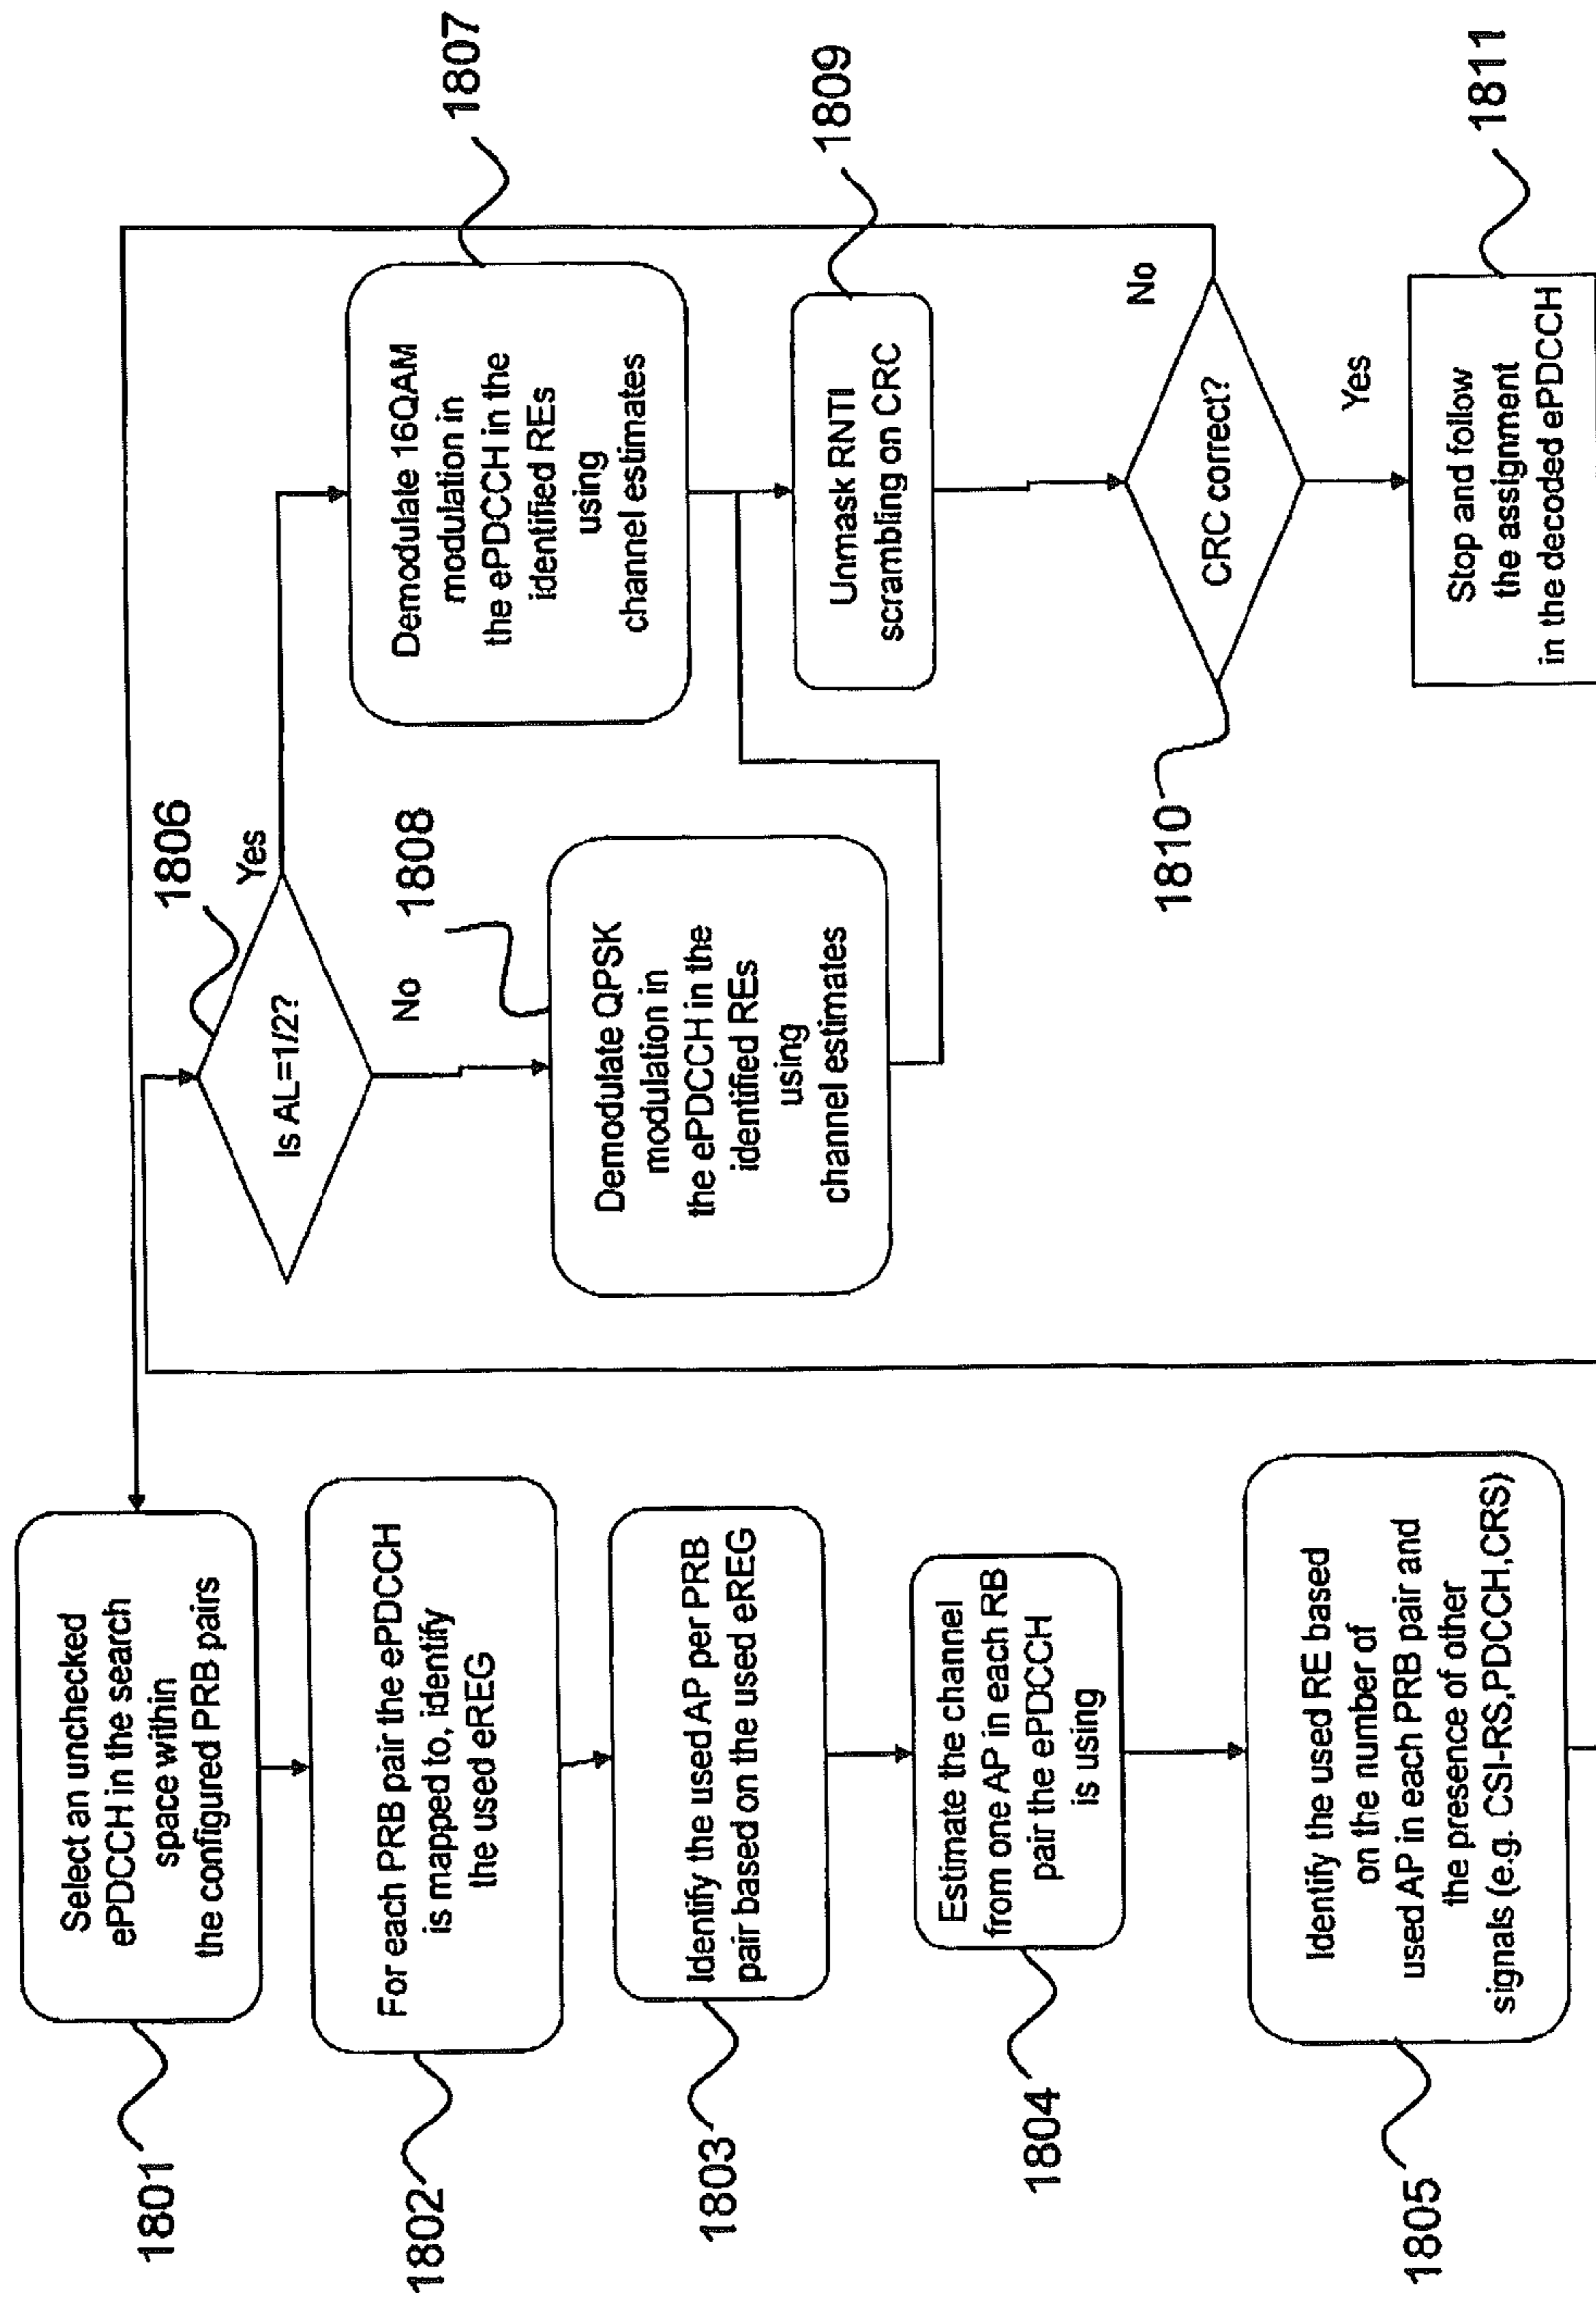 1801
Select an unchecked
ePDCCH in the search
space within
the configured PRB pairs
1802
For each PRB pair the ePDCCH
is mapped to, identify
the used eREG
1803
Identify the used AP per PRB
pair based on the used eREG
1804
Estimate the channel
from one AP in each RB
pair the ePDCCH
is using
1805
Identify the used RE based
on the number of
used AP in each PRB pair and
the presence of other
signals (e.g. CSI-RS,PDCCH,CRS)
1806
Is AL=1/2?
Yes
No
1807
Demodulate 16QAM
modulation in
the ePDCCH in the
identified REs
using
channel estimates
1808
Demodulate QPSK
modulation in
the ePDCCH in the
identified REs
using
channel estimates
1809
Unmask RNTI
scrambling on CRC
1810
CRC correct?
No
Yes
1811
Stop and follow
the assignment
in the decoded ePDCCH